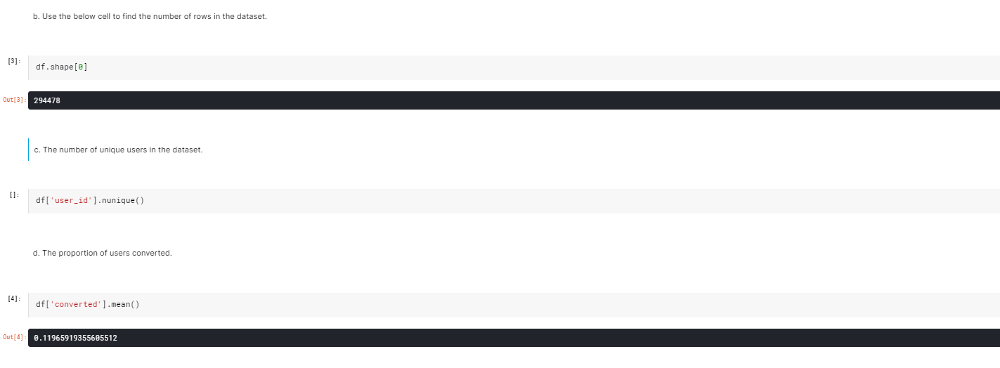 b. Use the below cell to find the number of rows in the dataset.
[3]:
df.shape[0]
Out[3]:
294478
c. The number of unique users in the dataset.
[]:
df['user_id'].nunique()
d. The proportion of users converted.
[4]:
df['converted'].mean()
Out[4]:
0.11965919355605512